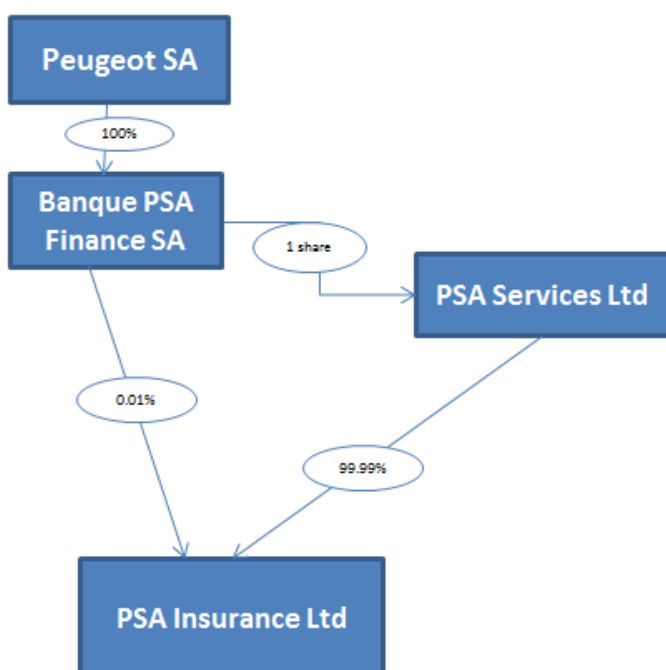 Peugeot SA
100%
Banque PSA
Finance SA
1 share
PSA Services Ltd
0.01%
99.99%
PSA Insurance Ltd